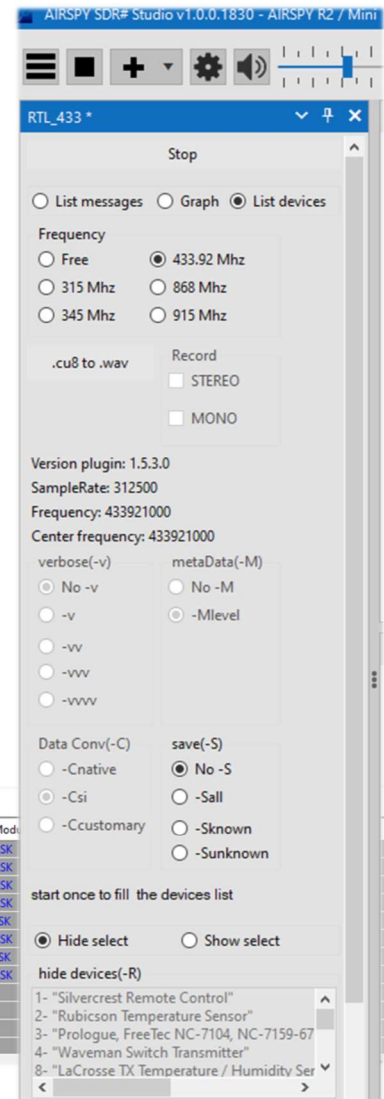 AIRSPY SDR# Studio v1.0.0.1830 - AIRSPY R2 / Mini
RTL_433 *
Stop
List messages Graph List devices
Frequency
Free 433.92 Mhz
315 Mhz 868 Mhz
345 Mhz 915 Mhz
.cu8 to .wav Record
STEREO
MONO
Version plugin: 1.5.3.0
SampleRate: 312500
Frequency: 433921000
Center frequency: 433921000
verbose(-v) metaData(-M)
No -v No -M
-v -Mlevel
-vv
-vvv
-vvvv
Data Conv(-C) save(-S)
-Cnative No -S
-Csi -Sall
-Ccustomary -Sknown
-Sunknown
start once to fill the devices list
Hide select Show select
hide devices(-R)
1- "Silvercrest Remote Control"
2- "Rubicson Temperature Sensor"
3- "Prologue, FreeTec NC-7104, NC-7159-67
4- "Waveman Switch Transmitter"
8- "LaCrosse TX Temperature / Humidity Ser